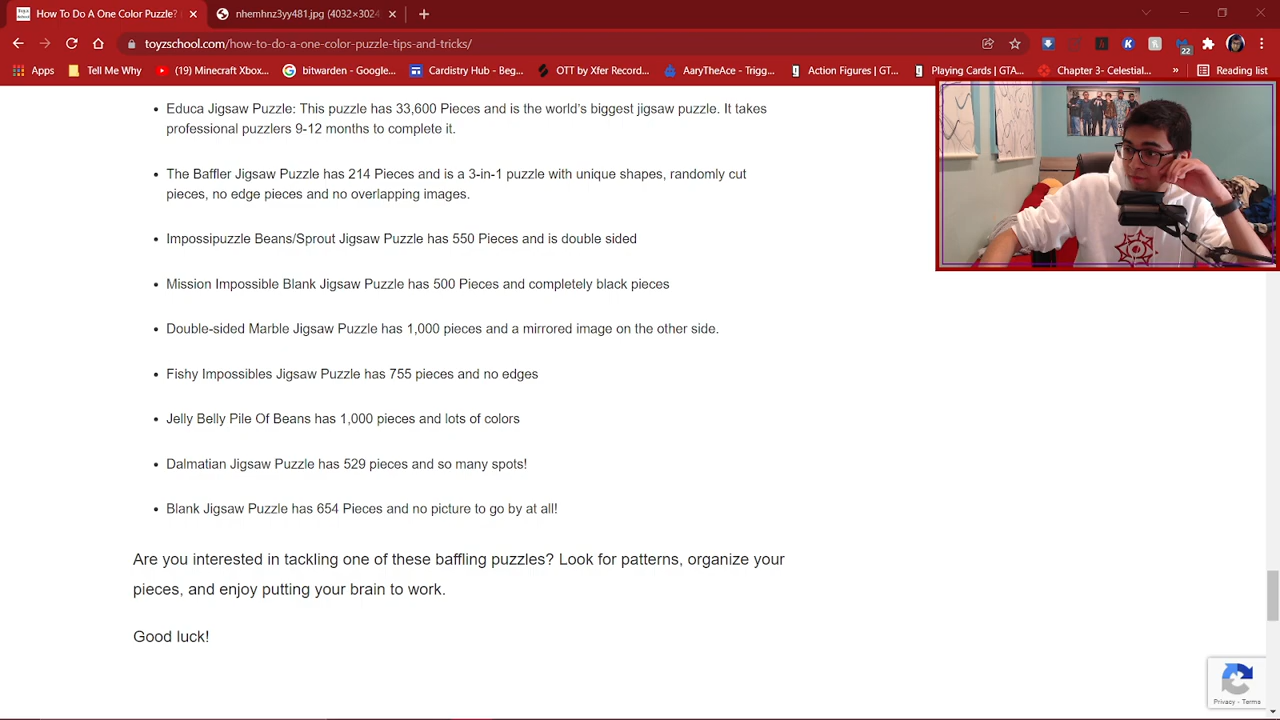 How To Do A One Color Puzzle?
nhemhnz3yy481.jpg (4032×3024
toyzschool.com/how-to-do-a-one-color-puzzle-tips-and-tricks/
22
Apps
Tell Me Why
(19) Minecraft Xbox...
bitwarden - Google...
Cardistry Hub - Beg...
OTT by Xfer Record...
AaryTheAce - Trigg...
Action Figures | GT...
Playing Cards | GTA...
Chapter 3- Celestial...
»
Reading list
• Educa Jigsaw Puzzle: This puzzle has 33,600 Pieces and is the world's biggest jigsaw puzzle. It takes
professional puzzlers 9-12 months to complete it.
• The Baffler Jigsaw Puzzle has 214 Pieces and is a 3-in-1 puzzle with unique shapes, randomly cut
pieces, no edge pieces and no overlapping images.
• Impossipuzzle Beans/Sprout Jigsaw Puzzle has 550 Pieces and is double sided
• Mission Impossible Blank Jigsaw Puzzle has 500 Pieces and completely black pieces
• Double-sided Marble Jigsaw Puzzle has 1,000 pieces and a mirrored image on the other side.
• Fishy Impossibles Jigsaw Puzzle has 755 pieces and no edges
• Jelly Belly Pile Of Beans has 1,000 pieces and lots of colors
• Dalmatian Jigsaw Puzzle has 529 pieces and so many spots!
• Blank Jigsaw Puzzle has 654 Pieces and no picture to go by at all!
Are you interested in tackling one of these baffling puzzles? Look for patterns, organize your
pieces, and enjoy putting your brain to work.
Good luck!
Privacy - Terms